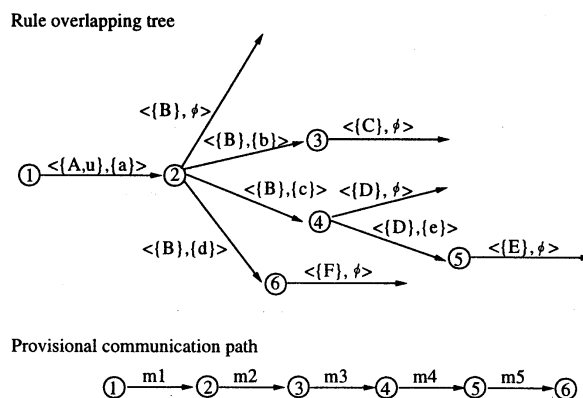 Rule overlapping tree
<{B}, ϕ>
<{B},{b}>
③
<{C}, ϕ>
①
<{A,u},{a}>
②
<{B},{c}>
<{D}, ϕ>
④
<{D},{e}>
<{B},{d}>
⑤
<{E}, ϕ>
⑥
<{F}, ϕ>
Provisional communication path
① m1 ② m2 ③ m3 ④ m4 ⑤ m5 ⑥